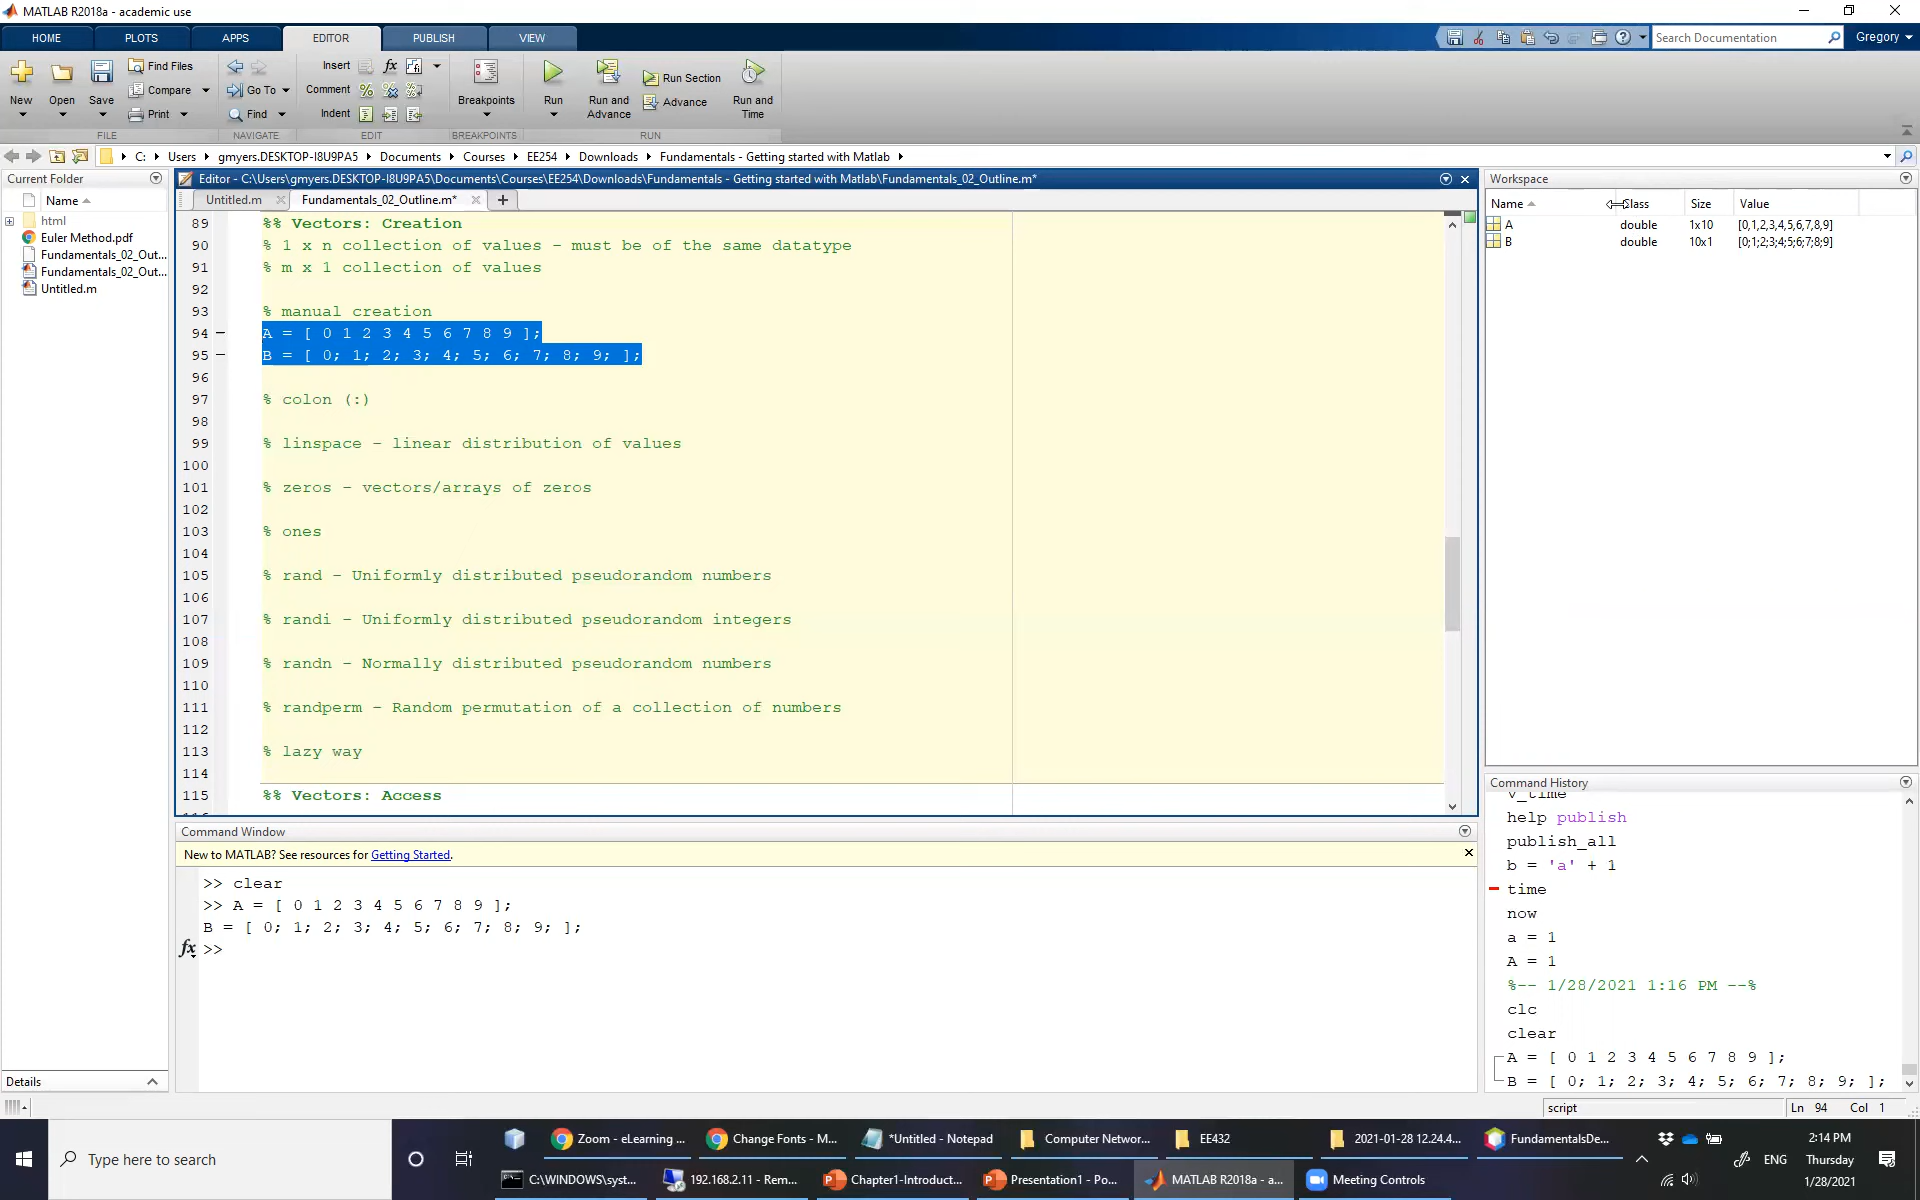 MATLAB R2018a - academic use
HOME PLOTS APPS EDITOR PUBLISH VIEW
Search Documentation Gregory
New Open Save Find Files Compare Print
Go To Find
Insert fx
Comment
Indent
Breakpoints Run Run and Advance Run Section Advance Run and Time
FILE NAVIGATE EDIT BREAKPOINTS RUN
C: Users gmyers.DESKTOP-I8U9PA5 Documents Courses EE254 Downloads Fundamentals - Getting started with Matlab
Current Folder
Name
html
Euler Method.pdf
Fundamentals_02_Out...
Fundamentals_02_Out...
Untitled.m
Details
Editor - C:\Users\gmyers.DESKTOP-I8U9PA5\Documents\Courses\EE254\Downloads\Fundamentals - Getting started with Matlab\Fundamentals_02_Outline.m*
Untitled.m Fundamentals_02_Outline.m*
89 %% Vectors: Creation
90 % 1 x n collection of values - must be of the same datatype
91 % m x 1 collection of values
92
93 % manual creation
94 - A = [ 0 1 2 3 4 5 6 7 8 9 ];
95 - B = [ 0; 1; 2; 3; 4; 5; 6; 7; 8; 9; ];
96
97 % colon (:)
98
99 % linspace - linear distribution of values
100
101 % zeros - vectors/arrays of zeros
102
103 % ones
104
105 % rand - Uniformly distributed pseudorandom numbers
106
107 % randi - Uniformly distributed pseudorandom integers
108
109 % randn - Normally distributed pseudorandom numbers
110
111 % randperm - Random permutation of a collection of numbers
112
113 % lazy way
114
115 %% Vectors: Access
Command Window
New to MATLAB? See resources for Getting Started.
>> clear
>> A = [ 0 1 2 3 4 5 6 7 8 9 ];
B = [ 0; 1; 2; 3; 4; 5; 6; 7; 8; 9; ];
fx >>
Workspace
Name Class Size Value
A double 1x10 [0,1,2,3,4,5,6,7,8,9]
B double 10x1 [0;1;2;3;4;5;6;7;8;9]
Command History
v_time
help publish
publish_all
b = 'a' + 1
time
now
a = 1
A = 1
%-- 1/28/2021 1:16 PM --%
clc
clear
A = [ 0 1 2 3 4 5 6 7 8 9 ];
B = [ 0; 1; 2; 3; 4; 5; 6; 7; 8; 9; ];
script Ln 94 Col 1
Type here to search
Zoom - eLearning ... Change Fonts - M... *Untitled - Notepad Computer Networ... EE432 2021-01-28 12.24.4... FundamentalsDe...
C:\WINDOWS\syst... 192.168.2.11 - Rem... Chapter1-Introduct... Presentation1 - Po... MATLAB R2018a - a... Meeting Controls
ENG
2:14 PM
Thursday
1/28/2021